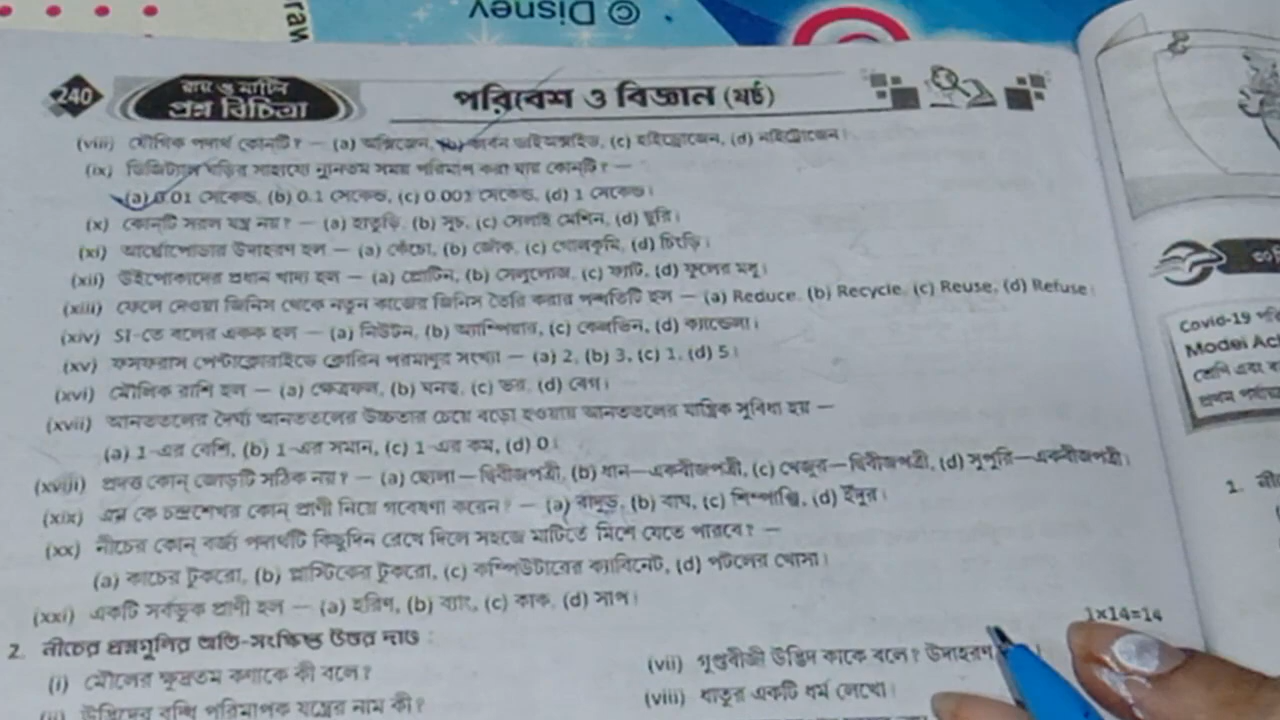 © Disney
raw
240
রায় ও মার্টিন
প্রশ্ন বিচিত্রা
পরিবেশ ও বিজ্ঞান (ষষ্ঠ)
(viii) যৌগিক পদার্থ কোনটি? — (a) অক্সিজেন, (b) কার্বন ডাইঅক্সাইড, (c) হাইড্রোজেন, (d) নাইট্রোজেন।
(ix) ডিজিটাল ঘড়ির সাহায্যে ন্যূনতম সময় পরিমাপ করা যায় কোনটি? —
(a) 0.01 সেকেন্ড, (b) 0.1 সেকেন্ড, (c) 0.001 সেকেন্ড, (d) 1 সেকেন্ড।
(x) কোনটি সরল যন্ত্র নয়? — (a) হাতুড়ি, (b) সূচ, (c) সেলাই মেশিন, (d) ছুরি।
(xi) আর্থ্রোপোডার উদাহরণ হল — (a) কেঁচো, (b) জোঁক, (c) গোলকৃমি, (d) চিংড়ি।
(xii) উইপোকাদের প্রধান খাদ্য হল — (a) প্রোটিন, (b) সেলুলোজ, (c) ফ্যাট, (d) ফুলের মধু।
(xiii) ফেলে দেওয়া জিনিস থেকে নতুন কাজের জিনিস তৈরি করার পদ্ধতিটি হল — (a) Reduce, (b) Recycle, (c) Reuse, (d) Refuse।
(xiv) SI-তে বলের একক হল — (a) নিউটন, (b) অ্যাম্পিয়ার, (c) কেলভিন, (d) ক্যান্ডেলা।
(xv) ফসফরাস পেন্টাক্লোরাইডে ক্লোরিন পরমাণুর সংখ্যা — (a) 2, (b) 3, (c) 1, (d) 5।
(xvi) মৌলিক রাশি হল — (a) ক্ষেত্রফল, (b) ঘনত্ব, (c) ভর, (d) বেগ।
(xvii) আনততলের দৈর্ঘ্য আনততলের উচ্চতার চেয়ে বড়ো হওয়ায় আনততলের যান্ত্রিক সুবিধা হয় —
(a) 1-এর বেশি, (b) 1-এর সমান, (c) 1-এর কম, (d) 0।
(xviii) প্রদত্ত কোন্ জোড়টি সঠিক নয়? — (a) ছোলা—দ্বিবীজপত্রী, (b) ধান—একবীজপত্রী, (c) খেজুর—দ্বিবীজপত্রী, (d) সুপুরি—একবীজপত্রী।
(xix) এম কে চন্দ্রশেখর কোন্ প্রাণী নিয়ে গবেষণা করেন? — (a) বাদুড়, (b) বাঘ, (c) শিম্পাঞ্জি, (d) ইঁদুর।
(xx) নীচের কোন্ বর্জ্য পদার্থটি কিছুদিন রেখে দিলে সহজে মাটিতে মিশে যেতে পারবে? —
(a) কাচের টুকরো, (b) প্লাস্টিকের টুকরো, (c) কম্পিউটারের ক্যাবিনেট, (d) পটলের খোসা।
(xxi) একটি সর্বভুক প্রাণী হল — (a) হরিণ, (b) ব্যাং, (c) কাক, (d) সাপ।
2. নীচের প্রশ্নগুলির অতি-সংক্ষিপ্ত উত্তর দাও : 1×14=14
(i) মৌলের ক্ষুদ্রতম কণাকে কী বলে?
(vii) গুপ্তবীজী উদ্ভিদ কাকে বলে? উদাহরণ
(ii) উদ্ভিদের বৃদ্ধি পরিমাপক যন্ত্রের নাম কী?
(viii) ধাতুর একটি ধর্ম লেখো।
Covid-19
Model
1.